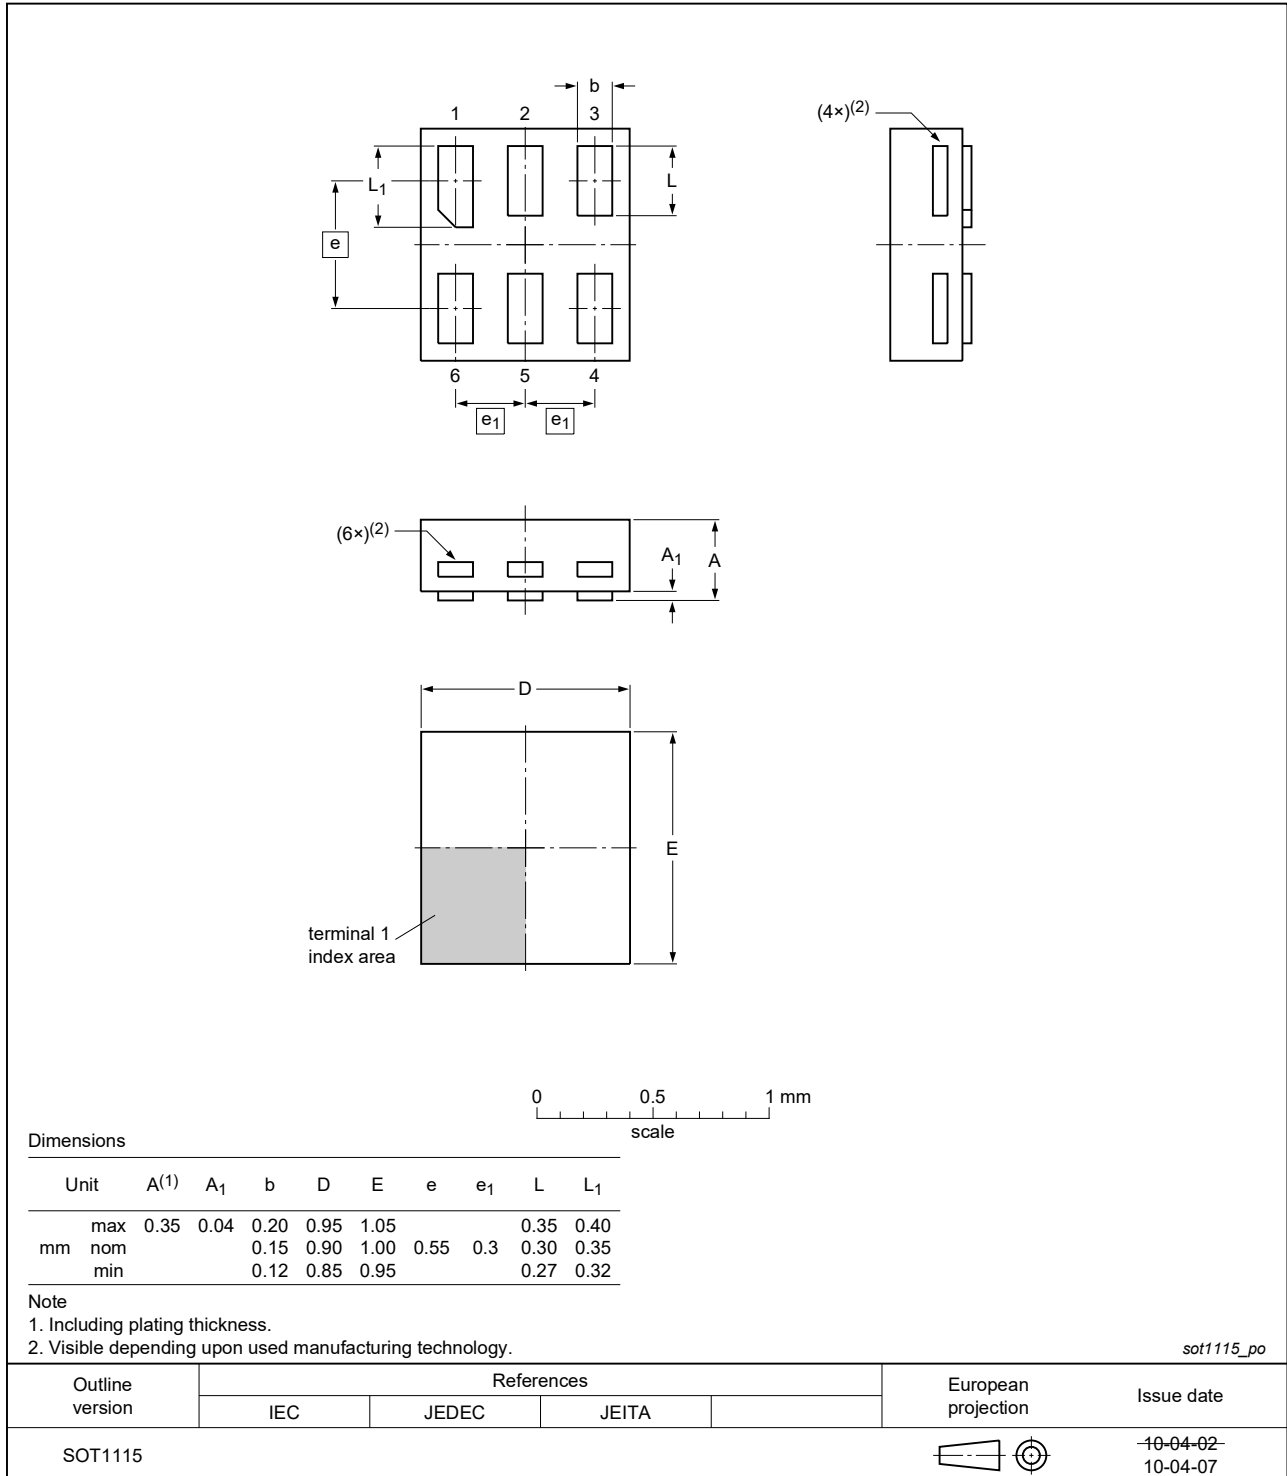 b
1 2 3
(4×)(2)
L1
L
e
6 5 4
e1 e1
(6×)(2)
A1 A
D
E
terminal 1
index area
0 0.5 1 mm
scale
Dimensions
Unit A(1) A1 b D E e e1 L L1
max 0.35 0.04 0.20 0.95 1.05 0.35 0.40
mm nom 0.15 0.90 1.00 0.55 0.3 0.30 0.35
min 0.12 0.85 0.95 0.27 0.32
Note
1. Including plating thickness.
2. Visible depending upon used manufacturing technology.
sot1115_po
Outline
version
References
IEC JEDEC JEITA
European
projection
Issue date
SOT1115
10-04-02
10-04-07